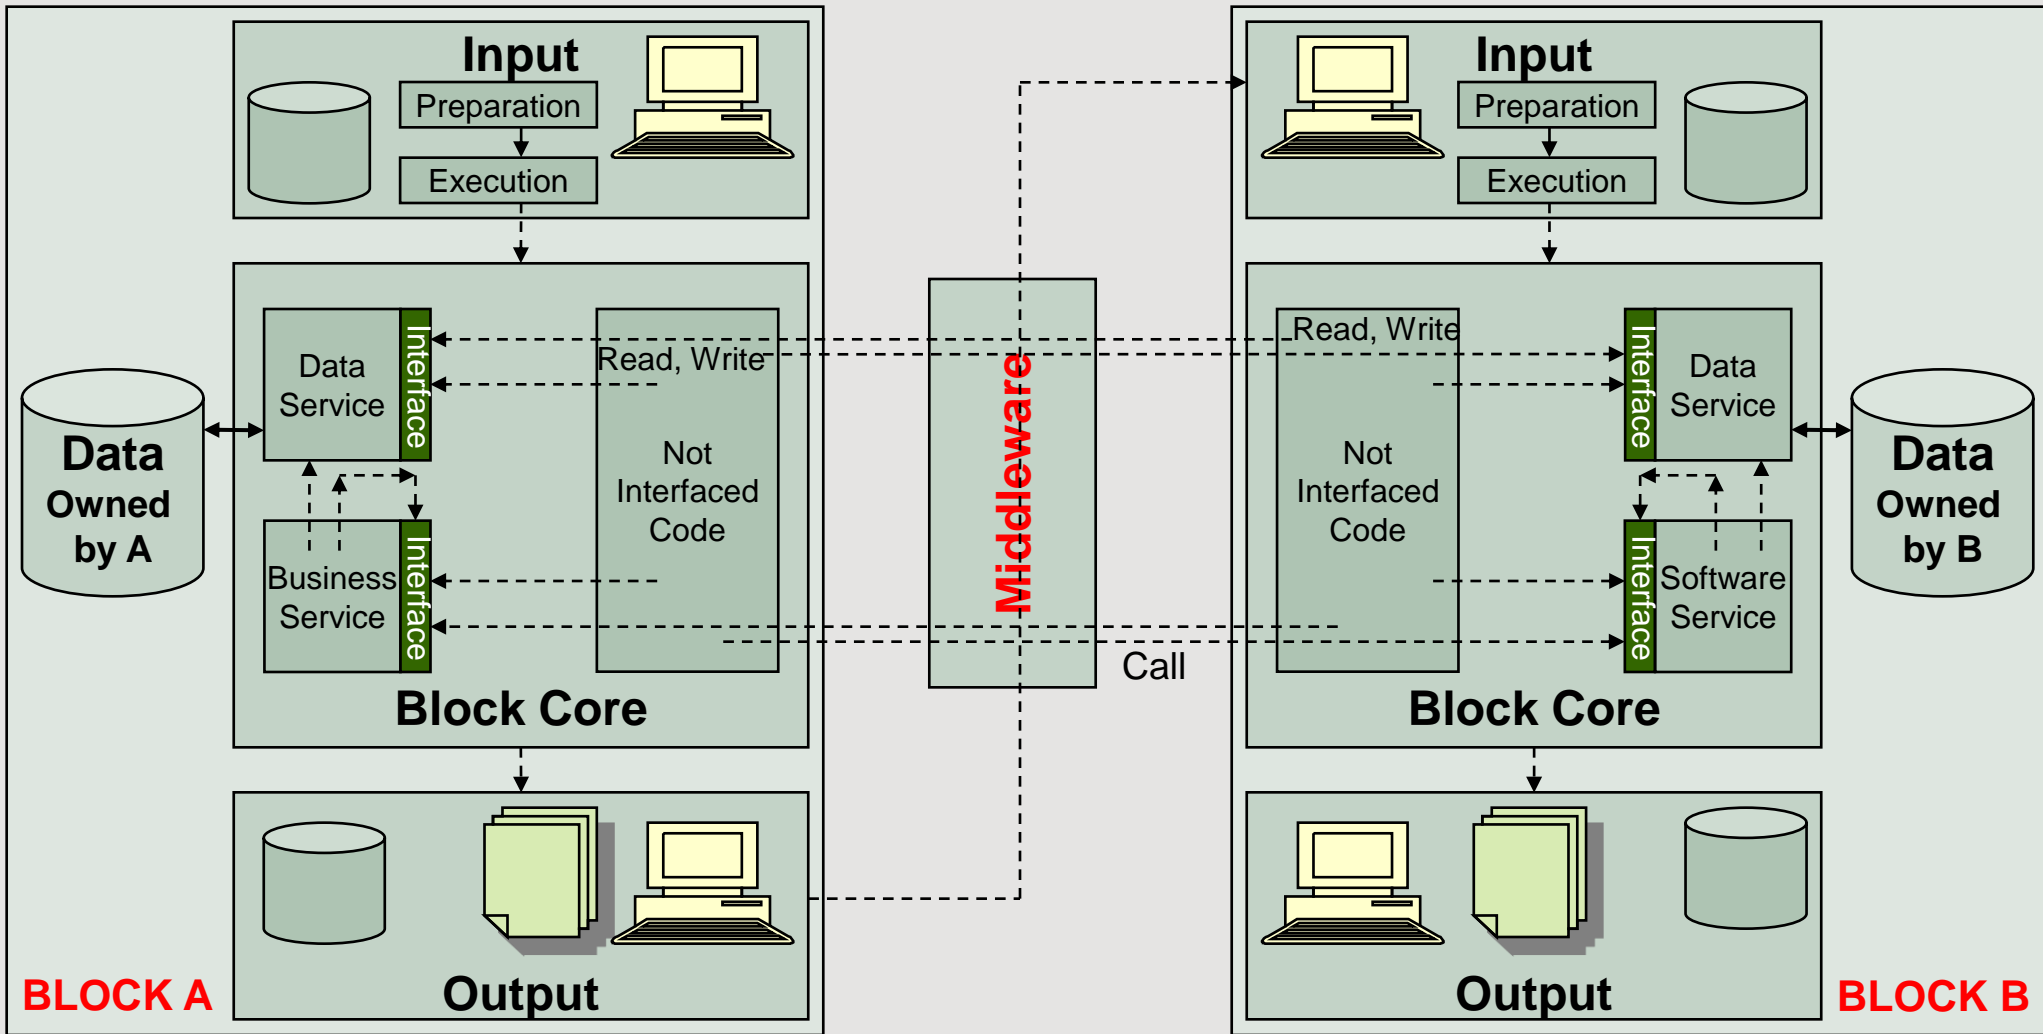 Input
Preparation
Execution
Data
Service
Interface
Read, Write
Not
Interfaced
Code
Business
Service
Interface
Block Core
Data
Owned
by A
Output
BLOCK A
Middleware
Call
Input
Preparation
Execution
Read, Write
Not
Interfaced
Code
Interface
Data
Service
Interface
Software
Service
Block Core
Data
Owned
by B
Output
BLOCK B